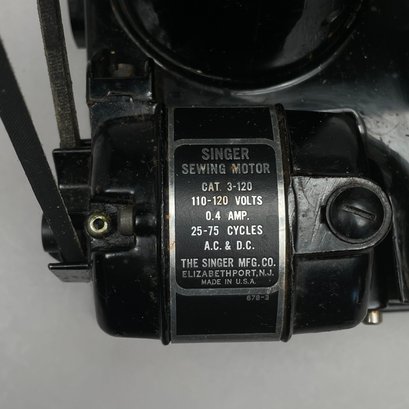 SINGER
SEWING MOTOR
CAT. 3-120
110-120 VOLTS
0.4 AMP.
25-75 CYCLES
A.C. & D.C.
THE SINGER MFG. CO.
ELIZABETHPORT, N.J.
MADE IN U.S.A.
678-3